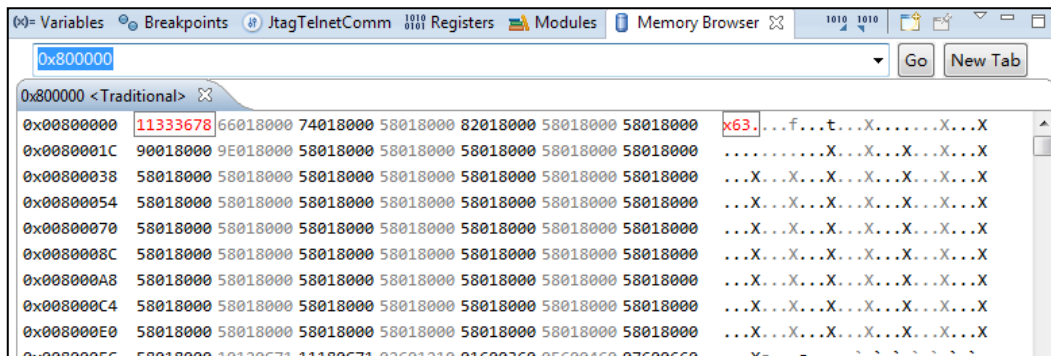 (x)= Variables Breakpoints JtagTelnetComm 1010 0101 Registers Modules Memory Browser 1010 1010
0x800000 Go New Tab
0x800000 <Traditional>
0x00800000 11333678 66018000 74018000 58018000 82018000 58018000 58018000 x63....f...t...X.......X...X
0x0080001C 90018000 9E018000 58018000 58018000 58018000 58018000 58018000 ...........X...X...X...X...X
0x00800038 58018000 58018000 58018000 58018000 58018000 58018000 58018000 ...X...X...X...X...X...X...X
0x00800054 58018000 58018000 58018000 58018000 58018000 58018000 58018000 ...X...X...X...X...X...X...X
0x00800070 58018000 58018000 58018000 58018000 58018000 58018000 58018000 ...X...X...X...X...X...X...X
0x0080008C 58018000 58018000 58018000 58018000 58018000 58018000 58018000 ...X...X...X...X...X...X...X
0x008000A8 58018000 58018000 58018000 58018000 58018000 58018000 58018000 ...X...X...X...X...X...X...X
0x008000C4 58018000 58018000 58018000 58018000 58018000 58018000 58018000 ...X...X...X...X...X...X...X
0x008000E0 58018000 58018000 58018000 58018000 58018000 58018000 58018000 ...X...X...X...X...X...X...X